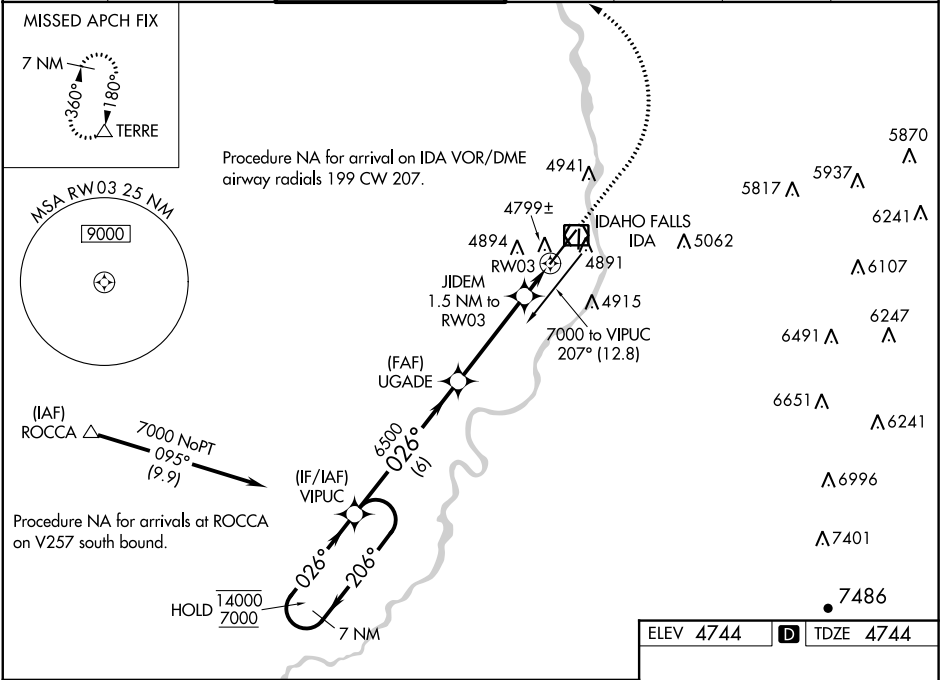 MISSED APCH FIX
7 NM
360°
180°
TERRE
MSA RW03 25 NM
9000
Procedure NA for arrival on IDA VOR/DME
airway radials 199 CW 207.
4941
4799±
4894
IDAHO FALLS
IDA
5062
RW03
4891
JIDEM
1.5 NM to
RW03
4915
7000 to VIPUC
207° (12.8)
5870
5937
5817
6241
6107
6247
6491
6651
6241
6996
7401
7486
(FAF)
UGADE
(IAF)
ROCCA
7000 NoPT
095°
(9.9)
6500
026°
(6)
(IF/IAF)
VIPUC
Procedure NA for arrivals at ROCCA
on V257 south bound.
026°
206°
HOLD
14000
7000
7 NM
ELEV 4744
D
TDZE 4744